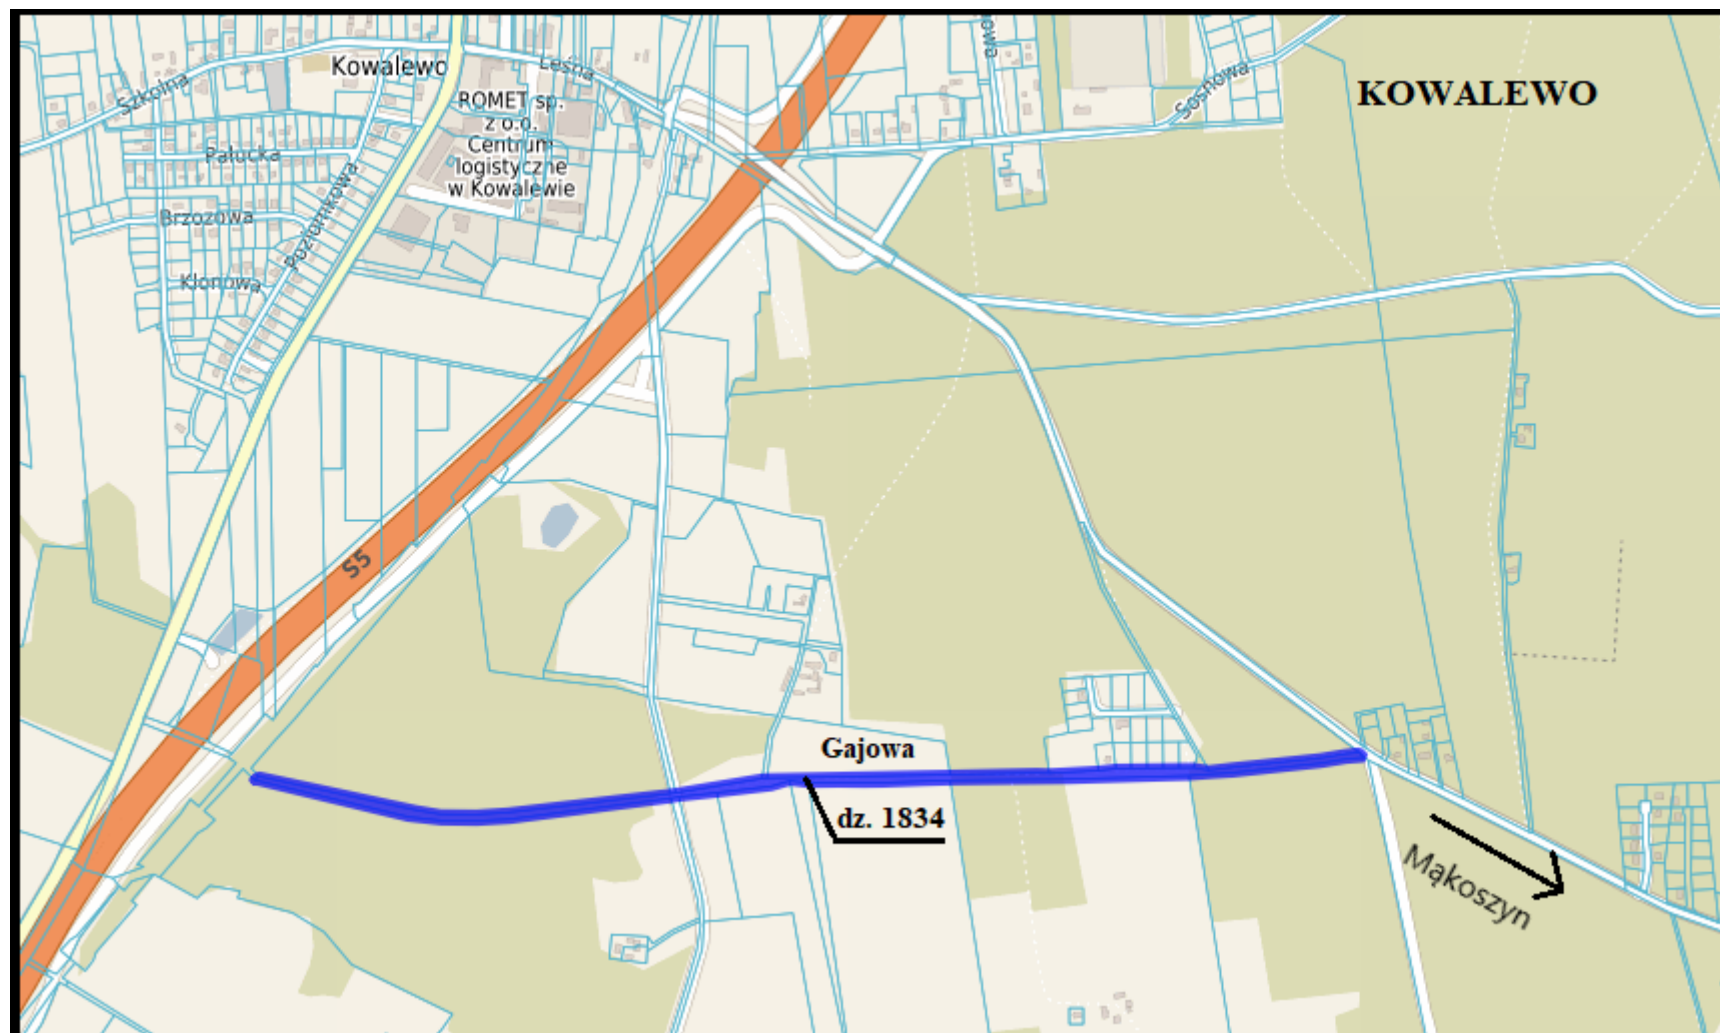 KOWALEWO
Kowalewo
Leśna
Szkolna
ROMET sp.
z o.o.
Centrum
logistyczne
w Kowalewie
Sosnowa
Pałucka
Poziomkowa
Brzozowa
Klonowa
S5
Gajowa
dz. 1834
Mąkoszyn